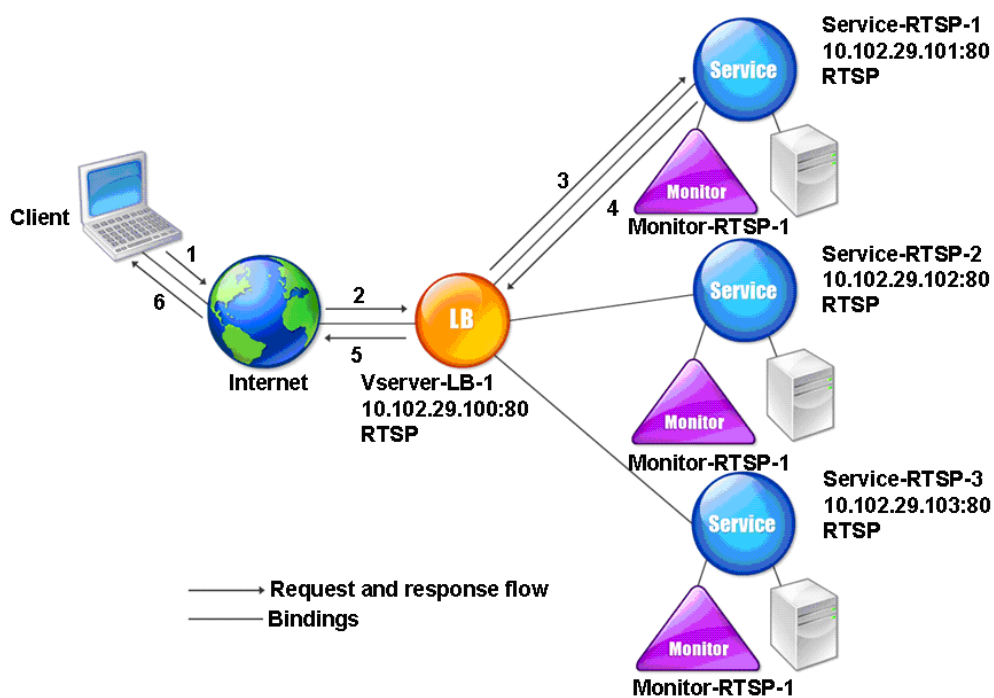 Service-RTSP-1
10.102.29.101:80
RTSP
Service
Monitor
Monitor-RTSP-1
3
4
Client
1
6
2
5
Internet
LB
Vserver-LB-1
10.102.29.100:80
RTSP
Service-RTSP-2
10.102.29.102:80
RTSP
Service
Monitor
Monitor-RTSP-1
Service-RTSP-3
10.102.29.103:80
RTSP
Service
Monitor
Monitor-RTSP-1
Request and response flow
Bindings